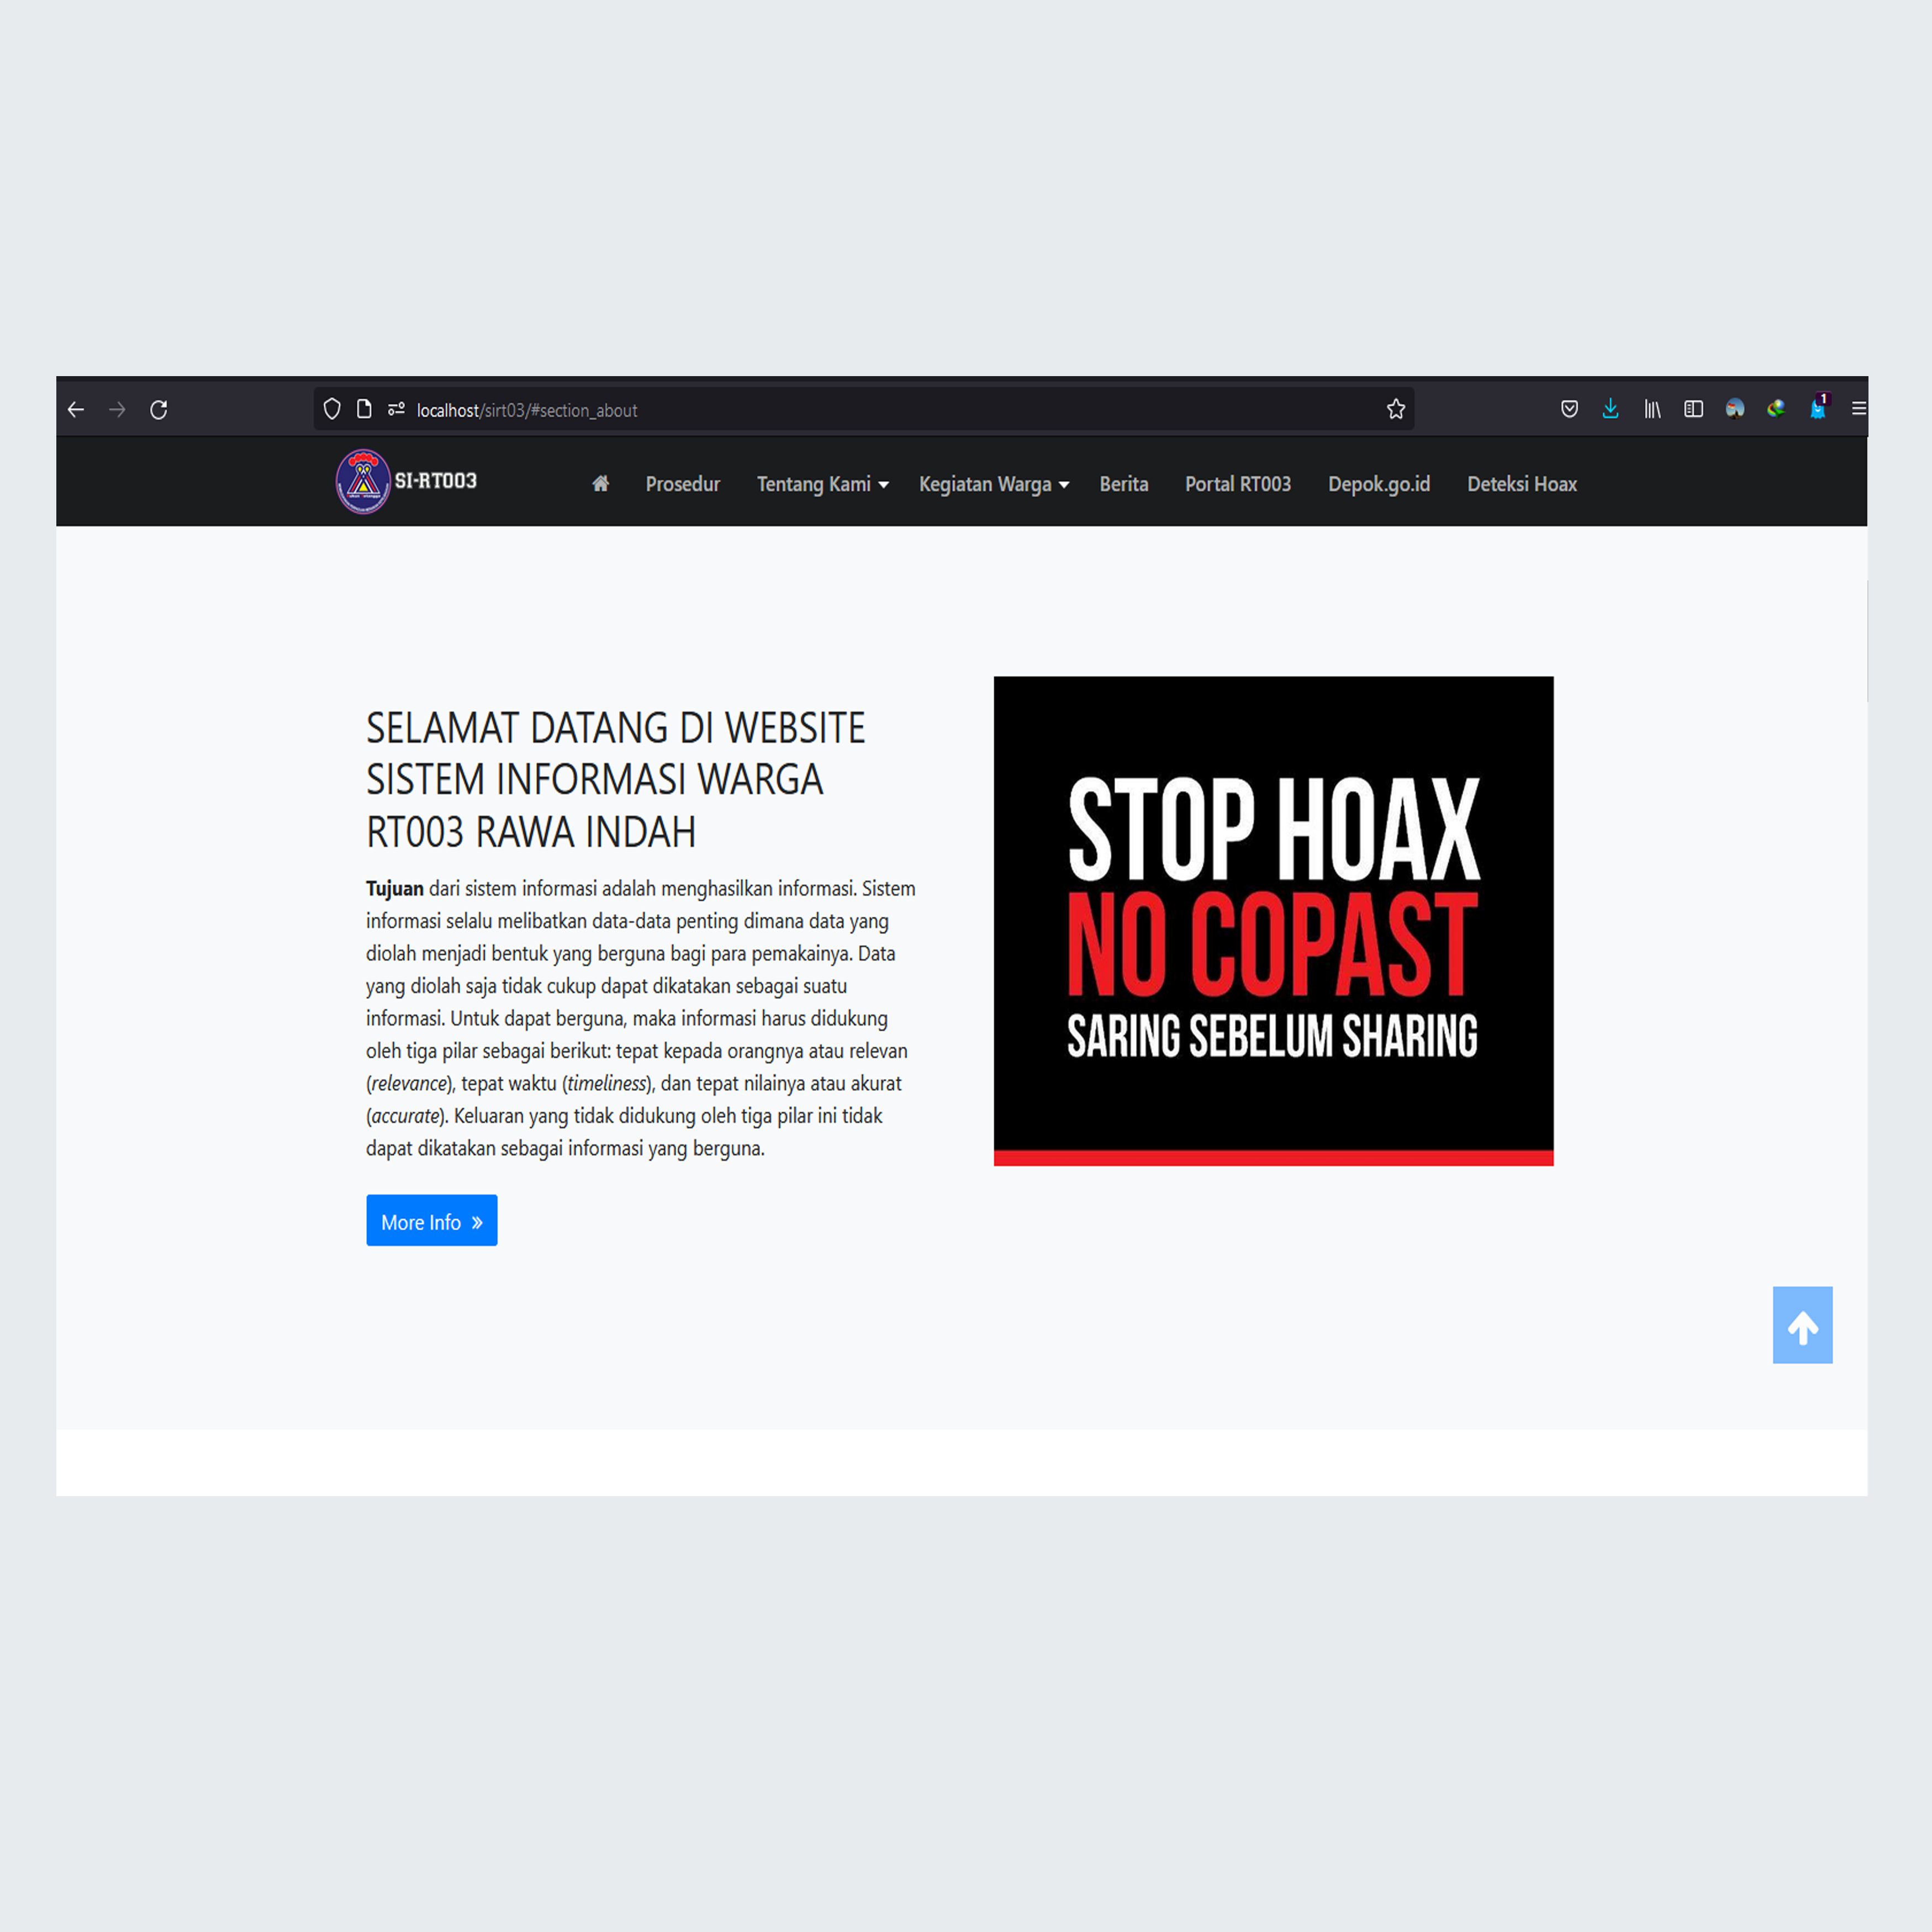 localhost/sirt03/#section_about
1
SI-RT003
Prosedur
Tentang Kami
Kegiatan Warga
Berita
Portal RT003
Depok.go.id
Deteksi Hoax
SELAMAT DATANG DI WEBSITE
SISTEM INFORMASI WARGA
RT003 RAWA INDAH
Tujuan dari sistem informasi adalah menghasilkan informasi. Sistem
informasi selalu melibatkan data-data penting dimana data yang
diolah menjadi bentuk yang berguna bagi para pemakainya. Data
yang diolah saja tidak cukup dapat dikatakan sebagai suatu
informasi. Untuk dapat berguna, maka informasi harus didukung
oleh tiga pilar sebagai berikut: tepat kepada orangnya atau relevan
(relevance), tepat waktu (timeliness), dan tepat nilainya atau akurat
(accurate). Keluaran yang tidak didukung oleh tiga pilar ini tidak
dapat dikatakan sebagai informasi yang berguna.
More Info »
STOP HOAX
NO COPAST
SARING SEBELUM SHARING